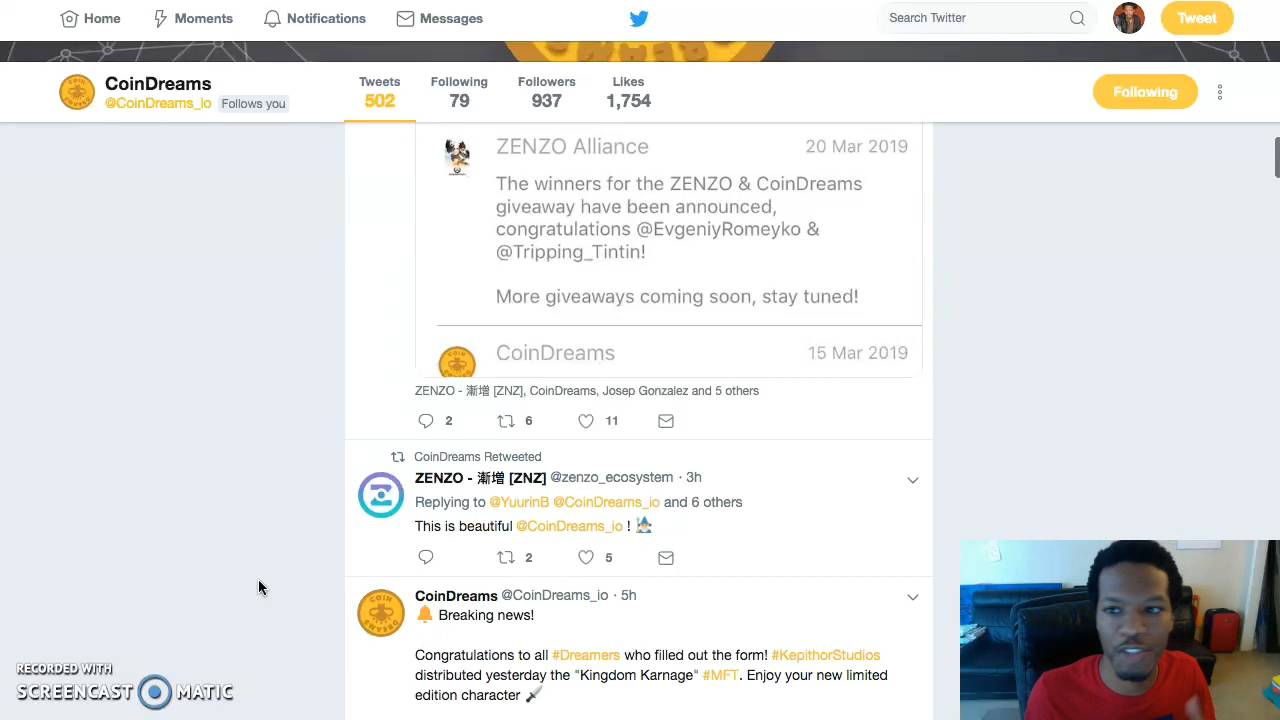 Home Moments Notifications Messages Search Twitter Tweet
CoinDreams
@CoinDreams_io Follows you
Tweets 502
Following 79
Followers 937
Likes 1,754
Following
ZENZO Alliance 20 Mar 2019
The winners for the ZENZO & CoinDreams
giveaway have been announced,
congratulations @EvgeniyRomeyko &
@Tripping_Tintin!
More giveaways coming soon, stay tuned!
CoinDreams 15 Mar 2019
ZENZO - 漸増 [ZNZ], CoinDreams, Josep Gonzalez and 5 others
2 6 11
CoinDreams Retweeted
ZENZO - 漸増 [ZNZ] @zenzo_ecosystem · 3h
Replying to @YuurinB @CoinDreams_io and 6 others
This is beautiful @CoinDreams_io !
2 5
CoinDreams @CoinDreams_io · 5h
Breaking news!
Congratulations to all #Dreamers who filled out the form! #KepithorStudios
distributed yesterday the "Kingdom Karnage" #MFT. Enjoy your new limited
edition character
RECORDED WITH
SCREENCAST MATIC